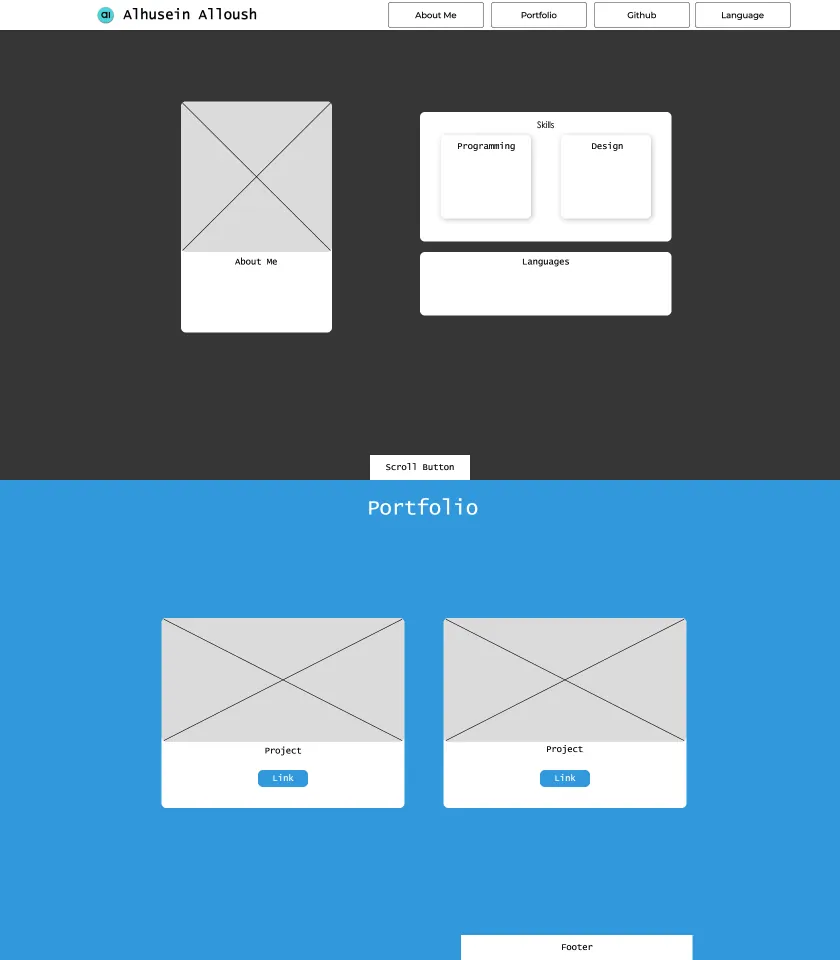 aı Alhusein Alloush
About Me
Portfolio
Github
Language
Skills
Programming
Design
About Me
Languages
Scroll Button
Portfolio
Project
Project
Link
Link
Footer